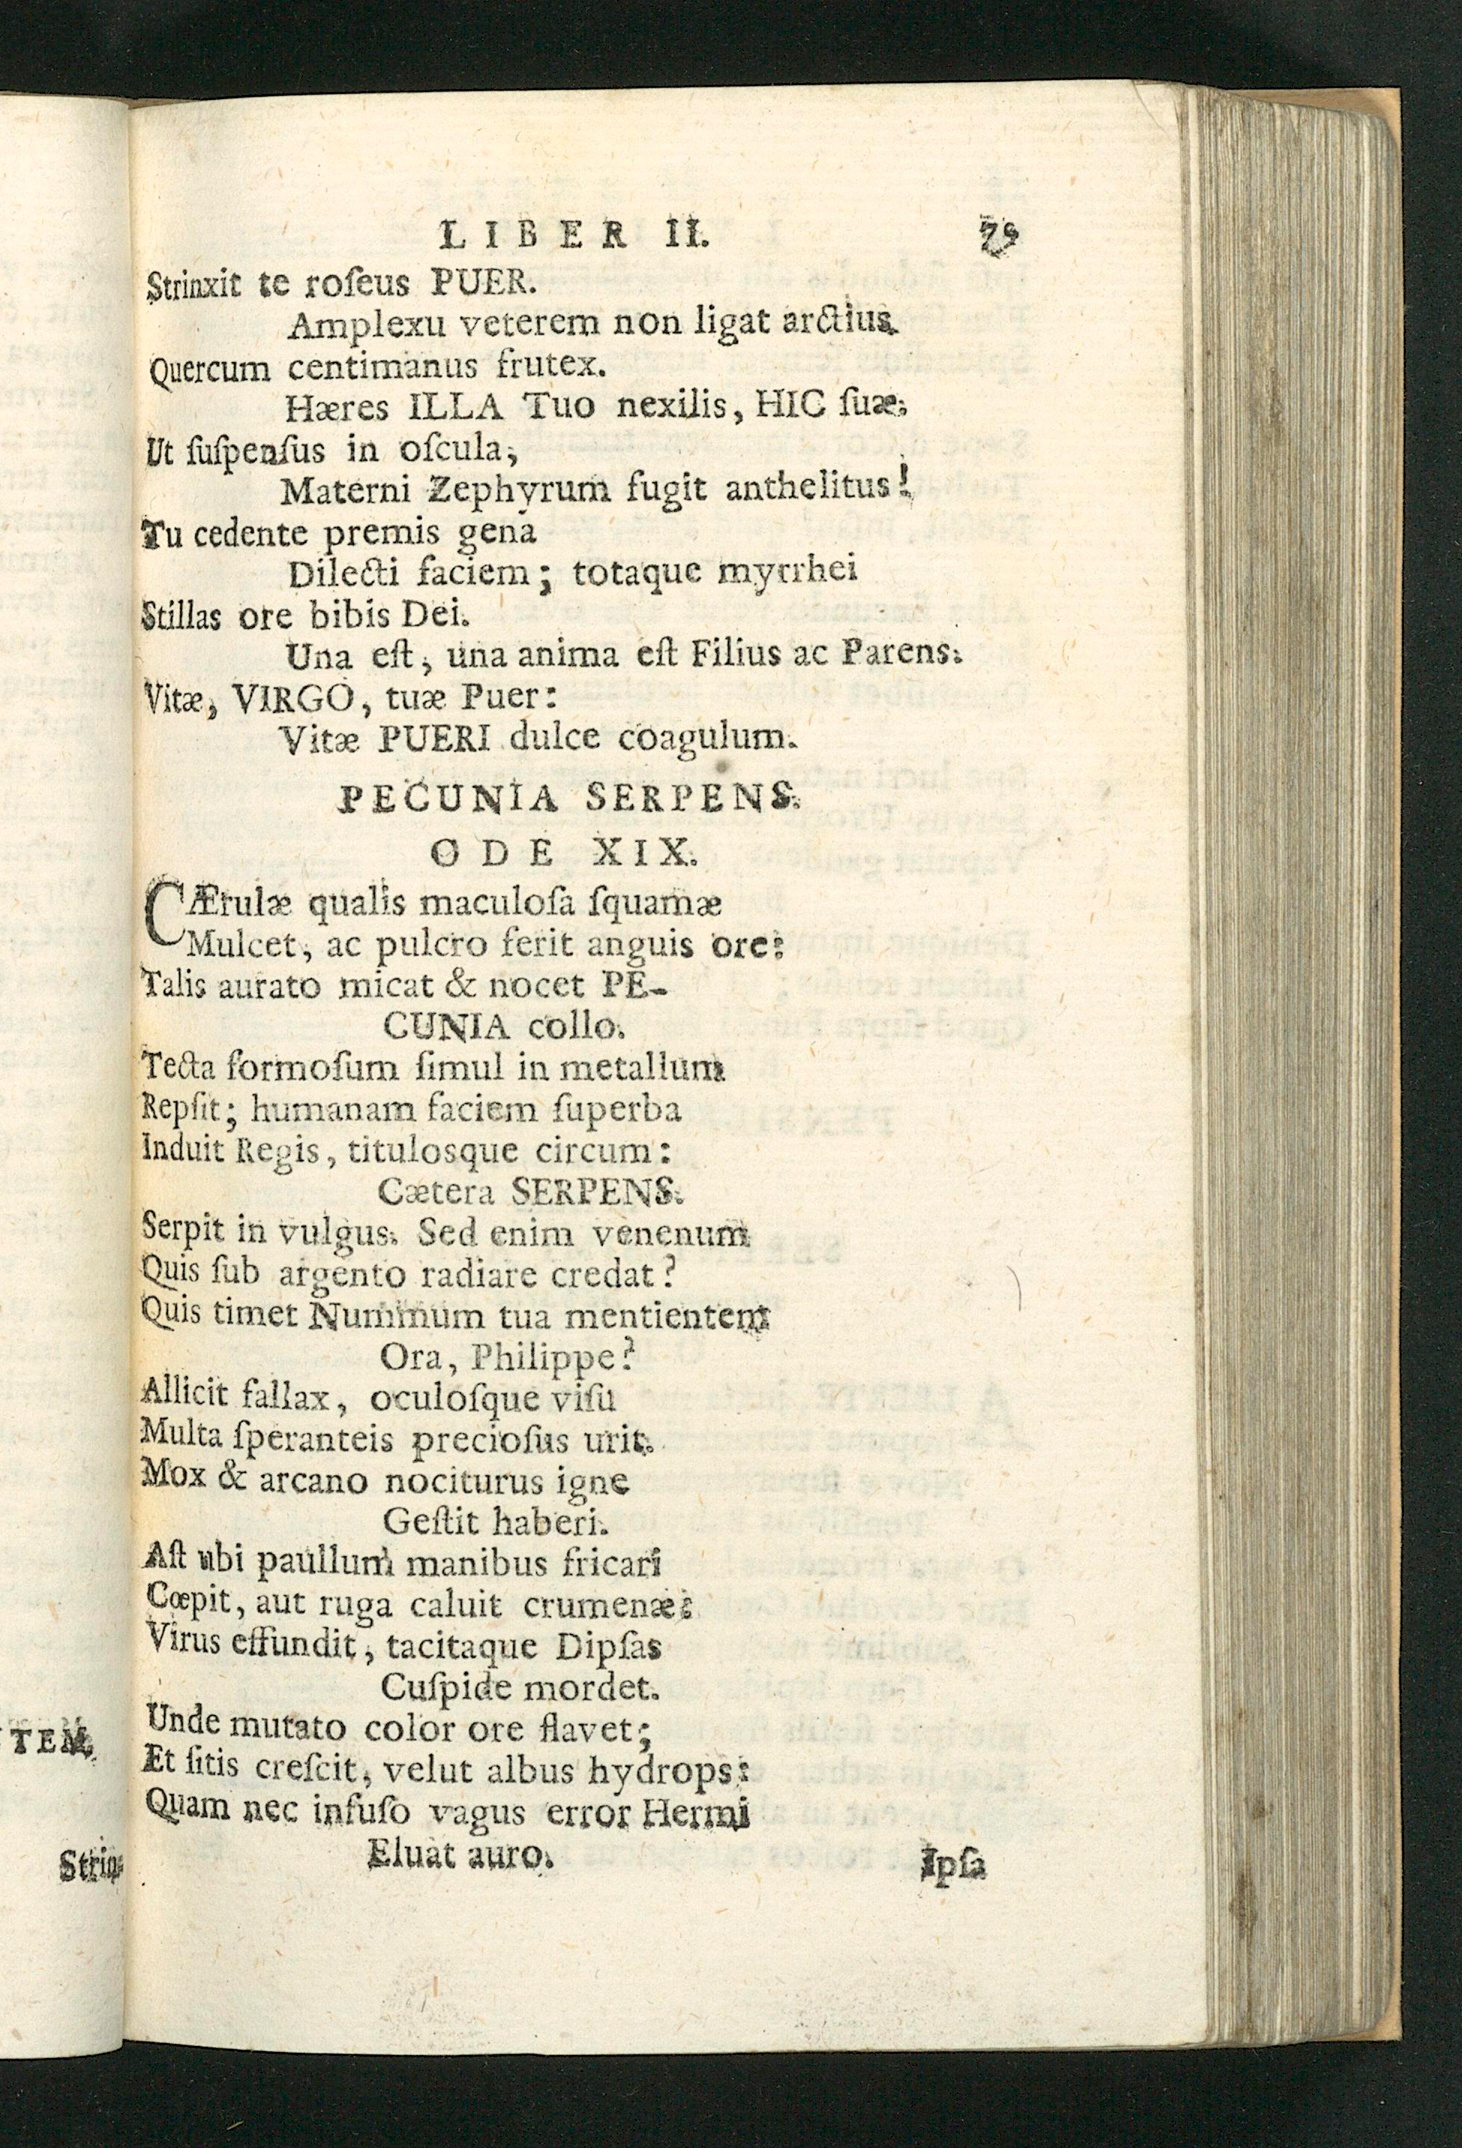 LIBER II. 75
Strinxit te roſeus PUER.
Amplexu veterem non ligat arctius
Quercum centimanus frutex.
Hæres ILLA Tuo nexilis, HIC ſuæ.
Ut ſuſpenſus in oſcula,
Materni Zephyrum fugit anthelitus!
Tu cedente premis genâ
Dilecti faciem; totaque myrrhei
Stillas ore bibis Dei.
Una eſt, una anima eſt Filius ac Parens.
Vitæ, VIRGO, tuæ Puer:
Vitæ PUERI dulce coagulum.
PECUNIA SERPENS.
ODE XIX.
CÆrulæ qualis maculoſa ſquamæ
Mulcet, ac pulcro ferit anguis ore:
Talis aurato micat & nocet PE-
CUNIA collo.
Tecta formoſum ſimul in metallum
Repſit; humanam faciem ſuperba
Induit Regis, titulosque circum:
Cætera SERPENS.
Serpit in vulgus. Sed enim venenum
Quis ſub argento radiare credat?
Quis timet Nummum tua mentientem
Ora, Philippe?
Allicit fallax, oculoſque viſu
Multa ſperanteis precioſus urit.
Mox & arcano nociturus igne
Geſtit haberi.
Aſt ubi paullum manibus fricari
Cœpit, aut ruga caluit crumenæ:
Virus effundit, tacitaque Dipſas
Cuſpide mordet.
Unde mutato color ore flavet;
Et ſitis creſcit, velut albus hydrops:
Quam nec infuſo vagus error Hermi
Eluat auro.
Ipſa
TEM,
Strin-